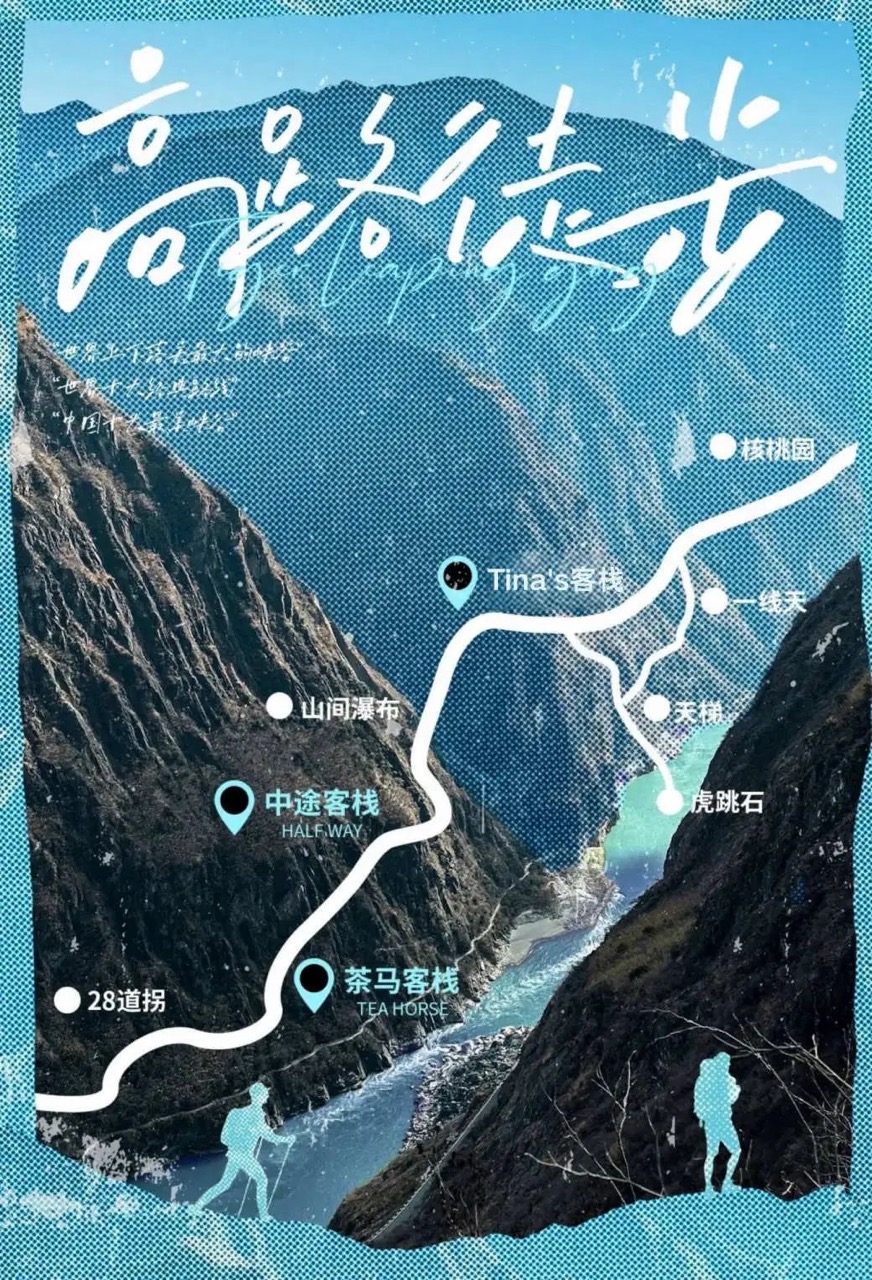 高路徒步
Tiger Leaping gorge
"世界上下落差最大的峡谷"
"世界十大经典路线"
"中国十大最美峡谷"
核桃园
Tina's客栈
一线天
山间瀑布
天梯
中途客栈
HALF WAY
虎跳石
茶马客栈
TEA HORSE
28道拐